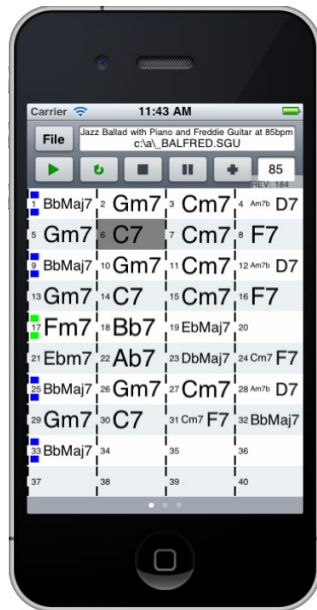 Carrier 11:43 AM
File Jazz Ballad with Piano and Freddie Guitar at 85bpm
c:\a\_BALFRED.SGU
85
REV: 184
1 BbMaj7 2 Gm7 3 Cm7 4 Am7b D7
5 Gm7 6 C7 7 Cm7 8 F7
9 BbMaj7 10 Gm7 11 Cm7 12 Am7b D7
13 Gm7 14 C7 15 Cm7 16 F7
17 Fm7 18 Bb7 19 EbMaj7 20
21 Ebm7 22 Ab7 23 DbMaj7 24 Cm7 F7
25 BbMaj7 26 Gm7 27 Cm7 28 Am7b D7
29 Gm7 30 C7 31 Cm7 F7 32 BbMaj7
33 BbMaj7 34 35 36
37 38 39 40